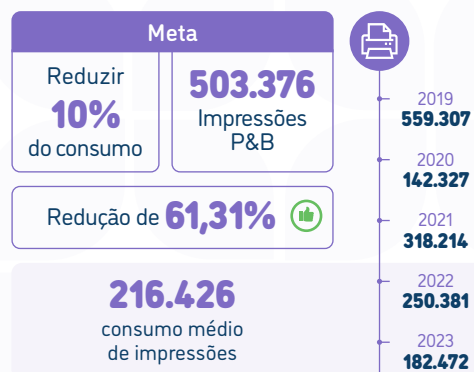 Meta
Reduzir
10%
do consumo
503.376
Impressões
P&B
Redução de 61,31%
216.426
consumo médio
de impressões
2019
559.307
2020
142.327
2021
318.214
2022
250.381
2023
182.472